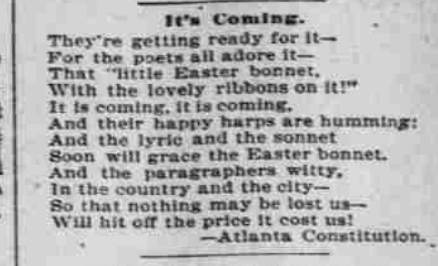 It's Coming.
They're getting ready for it—
For the poets all adore it—
That "little Easter bonnet,
With the lovely ribbons on it!"
It is coming, it is coming,
And their happy harps are humming:
And the lyric and the sonnet
Soon will grace the Easter bonnet.
And the paragraphers witty,
In the country and the city—
So that nothing may be lost us—
Will hit off the price it cost us!
—Atlanta Constitution.